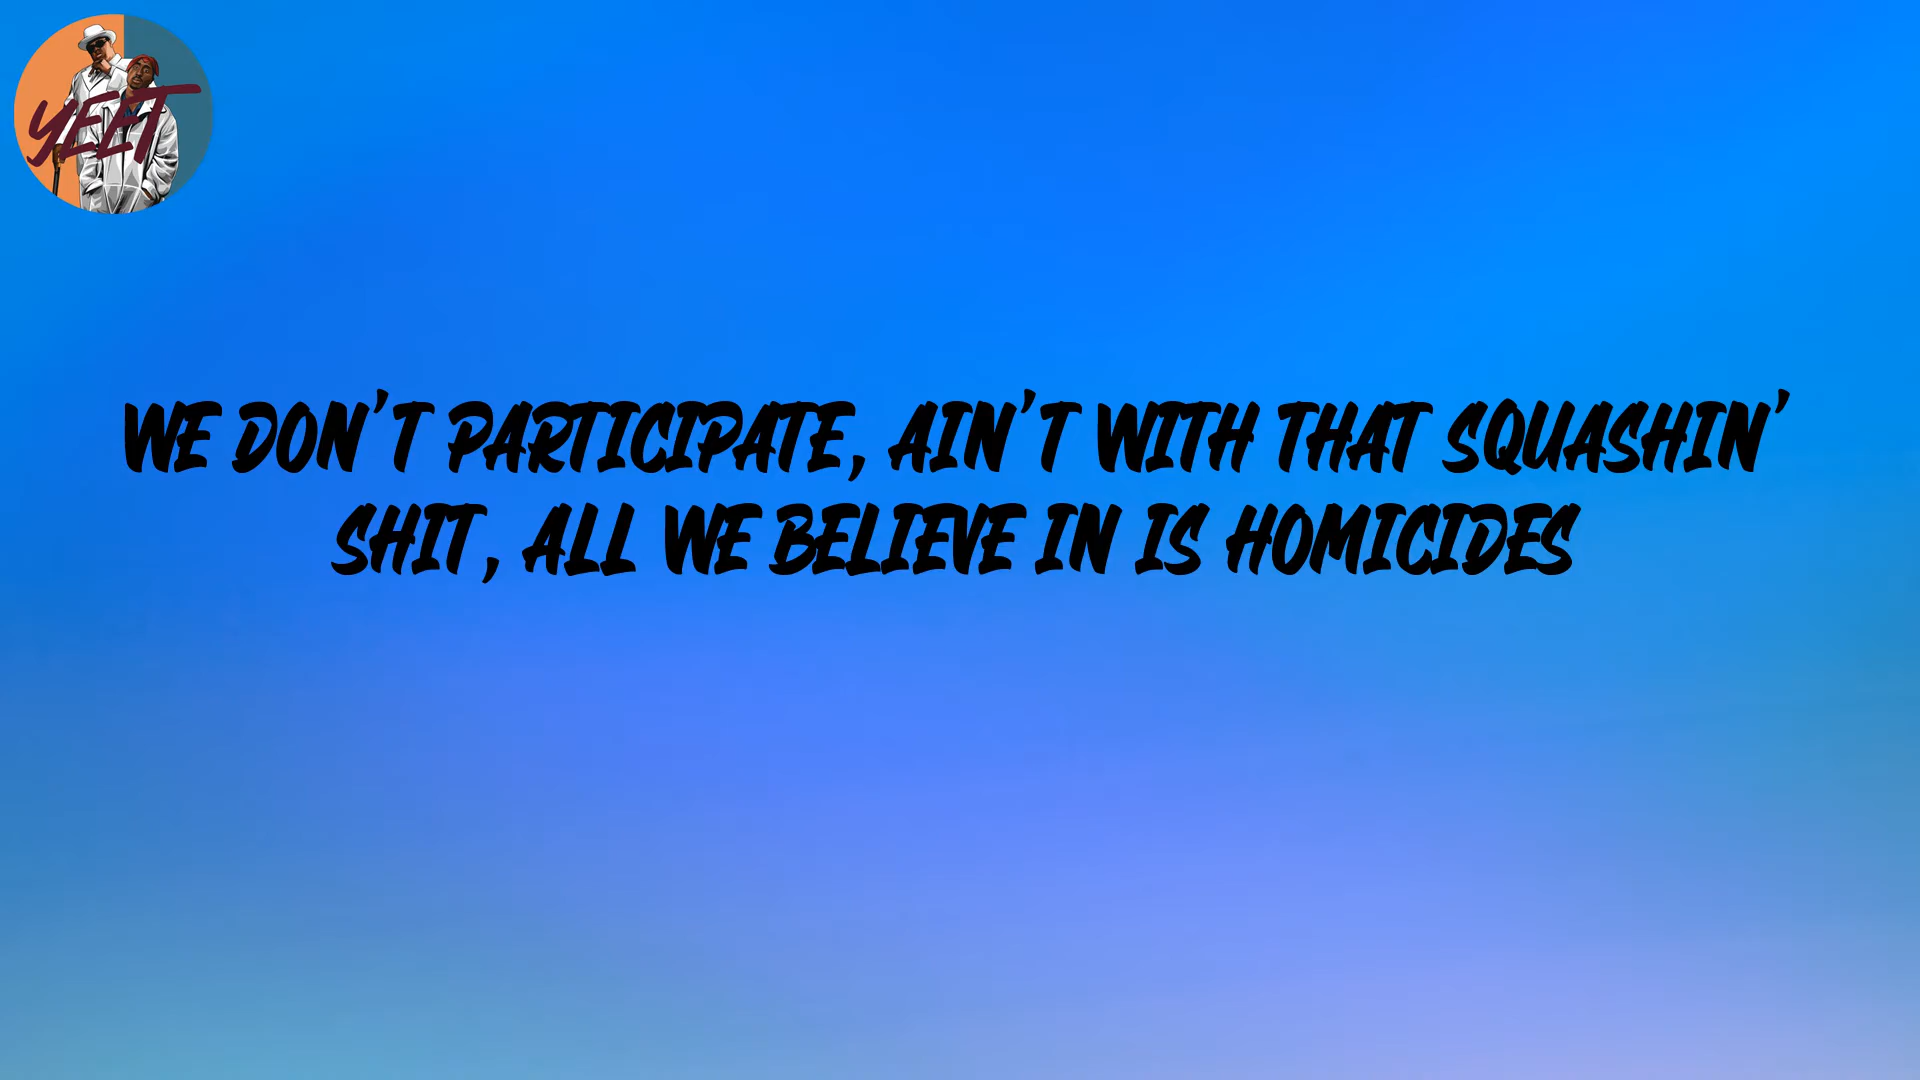 YEET
WE DON'T PARTICIPATE, AIN'T WITH THAT SQUASHIN'
SHIT, ALL WE BELIEVE IN IS HOMICIDES